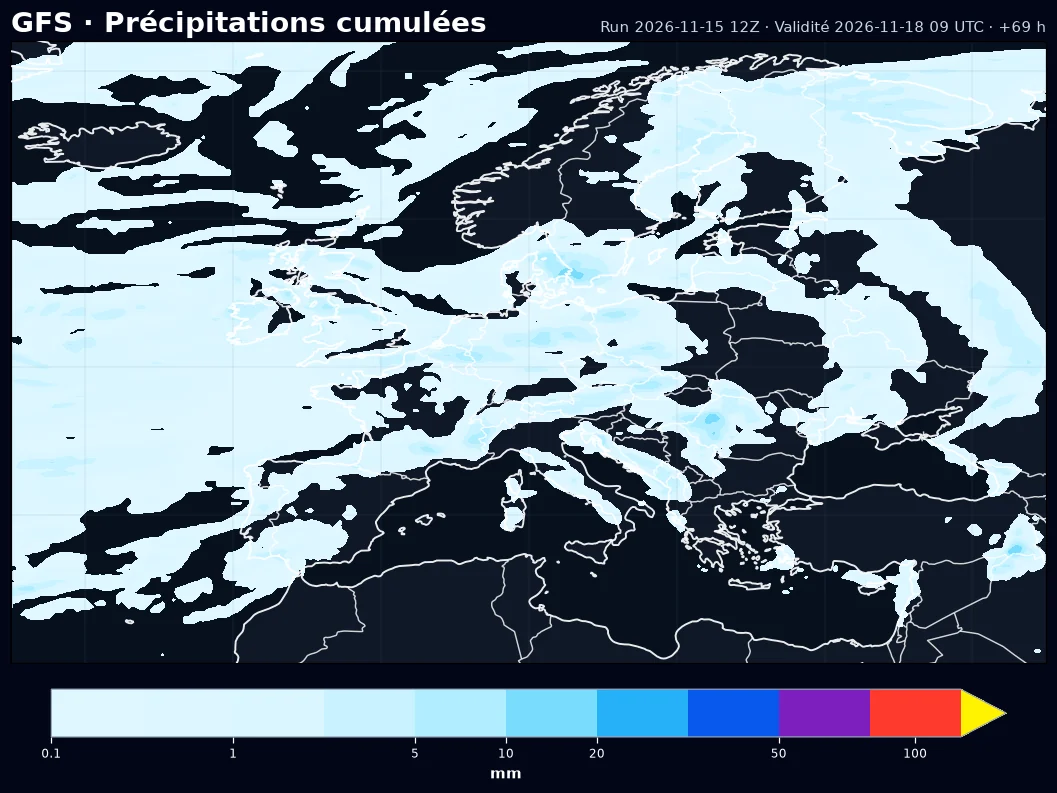 GFS · Précipitations cumulées
Run 2026-11-15 12Z · Validité 2026-11-18 09 UTC · +69 h
0.1 1 5 10 20 50 100
mm